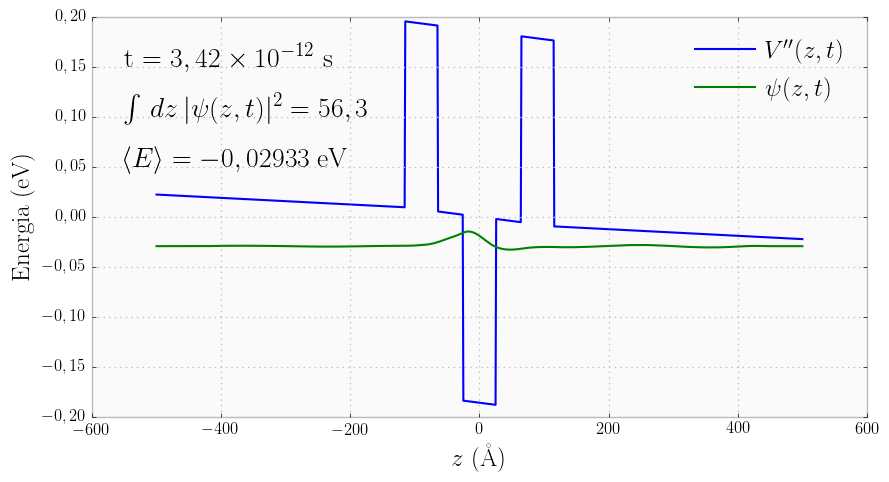 t = 3,42 × 10⁻¹² s
∫ dz |ψ(z, t)|² = 56,3
⟨E⟩ = −0,02933 eV
V′′(z, t)
ψ(z, t)
Energia (eV)
0,20
0,15
0,10
0,05
0,00
−0,05
−0,10
−0,15
−0,20
−600 −400 −200 0 200 400 600
z (Å)